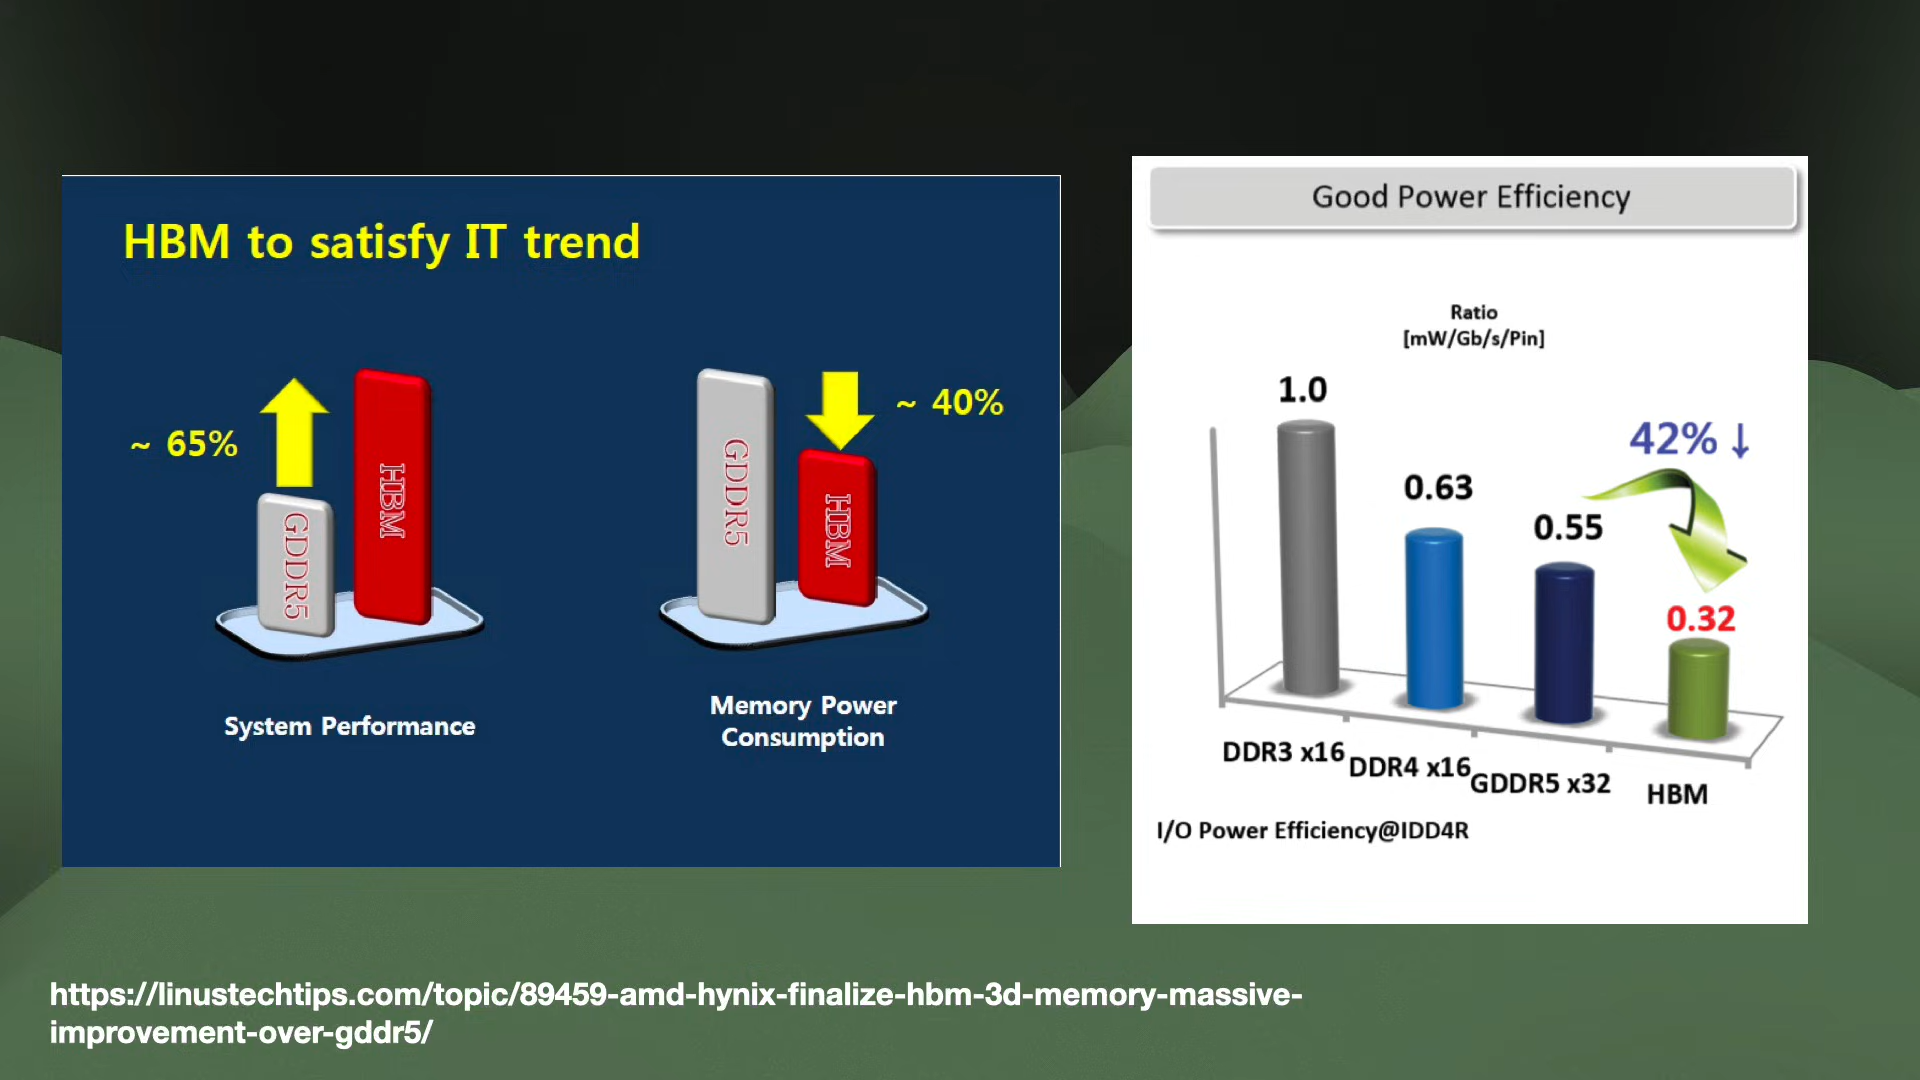 HBM to satisfy IT trend
~ 65%
GDDR5
HBM
System Performance
GDDR5
HBM
~ 40%
Memory Power
Consumption
Good Power Efficiency
Ratio
[mW/Gb/s/Pin]
1.0
0.63
0.55
42% ↓
0.32
DDR3 x16
DDR4 x16
GDDR5 x32
HBM
I/O Power Efficiency@IDD4R
https://linustechtips.com/topic/89459-amd-hynix-finalize-hbm-3d-memory-massive-
improvement-over-gddr5/